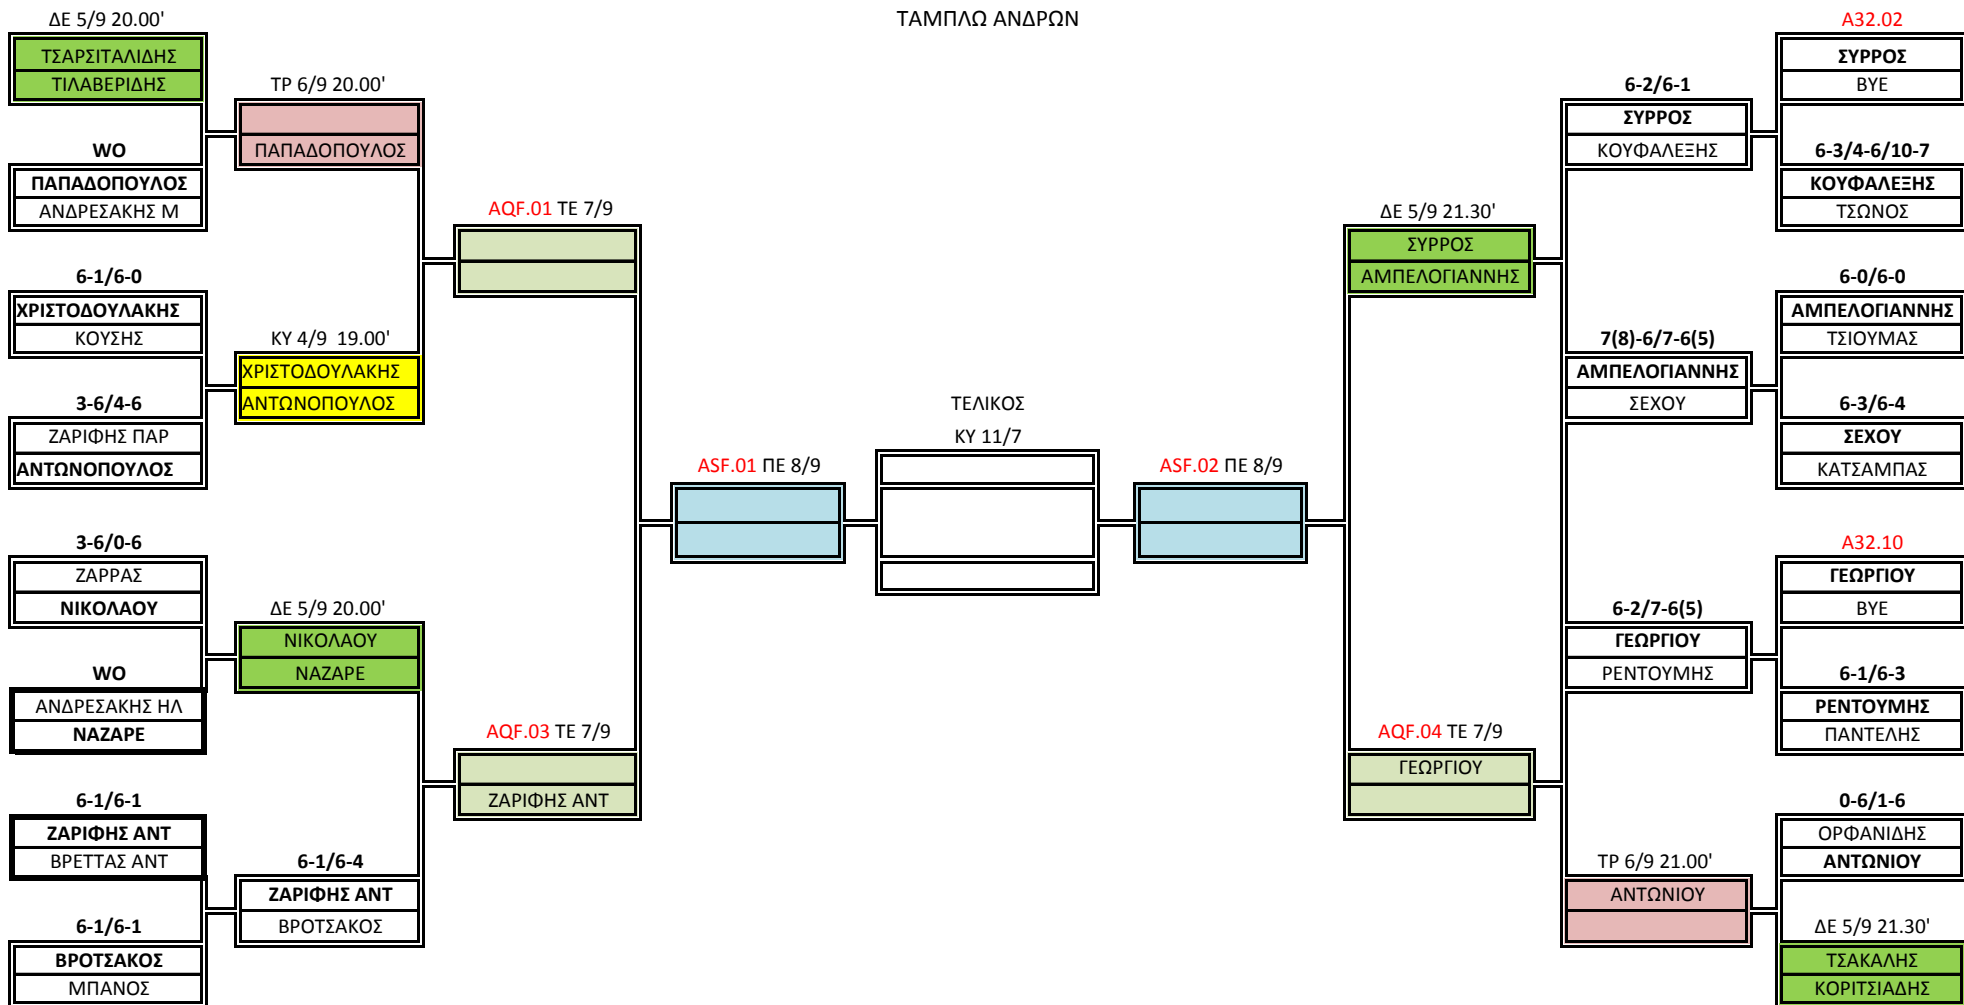 ΤΑΜΠΛΩ ΑΝΔΡΩΝ
ΔΕ 5/9 20.00'
ΤΣΑΡΣΙΤΑΛΙΔΗΣ
ΤΙΛΑΒΕΡΙΔΗΣ
WO
ΠΑΠΑΔΟΠΟΥΛΟΣ
ΑΝΔΡΕΣΑΚΗΣ Μ
6-1/6-0
ΧΡΙΣΤΟΔΟΥΛΑΚΗΣ
ΚΟΥΣΗΣ
3-6/4-6
ΖΑΡΙΦΗΣ ΠΑΡ
ΑΝΤΩΝΟΠΟΥΛΟΣ
3-6/0-6
ΖΑΡΡΑΣ
ΝΙΚΟΛΑΟΥ
WO
ΑΝΔΡΕΣΑΚΗΣ ΗΛ
ΝΑΖΑΡΕ
6-1/6-1
ΖΑΡΙΦΗΣ ΑΝΤ
ΒΡΕΤΤΑΣ ΑΝΤ
6-1/6-1
ΒΡΟΤΣΑΚΟΣ
ΜΠΑΝΟΣ
ΤΡ 6/9 20.00'
ΠΑΠΑΔΟΠΟΥΛΟΣ
ΚΥ 4/9 19.00'
ΧΡΙΣΤΟΔΟΥΛΑΚΗΣ
ΑΝΤΩΝΟΠΟΥΛΟΣ
ΔΕ 5/9 20.00'
ΝΙΚΟΛΑΟΥ
ΝΑΖΑΡΕ
6-1/6-4
ΖΑΡΙΦΗΣ ΑΝΤ
ΒΡΟΤΣΑΚΟΣ
AQF.01 ΤΕ 7/9
AQF.03 ΤΕ 7/9
ΖΑΡΙΦΗΣ ΑΝΤ
ASF.01 ΠΕ 8/9
ΤΕΛΙΚΟΣ
ΚΥ 11/7
ASF.02 ΠΕ 8/9
ΔΕ 5/9 21.30'
ΣΥΡΡΟΣ
ΑΜΠΕΛΟΓΙΑΝΝΗΣ
AQF.04 ΤΕ 7/9
ΓΕΩΡΓΙΟΥ
6-2/6-1
ΣΥΡΡΟΣ
ΚΟΥΦΑΛΕΞΗΣ
7(8)-6/7-6(5)
ΑΜΠΕΛΟΓΙΑΝΝΗΣ
ΣΕΧΟΥ
6-2/7-6(5)
ΓΕΩΡΓΙΟΥ
ΡΕΝΤΟΥΜΗΣ
ΤΡ 6/9 21.00'
ΑΝΤΩΝΙΟΥ
A32.02
ΣΥΡΡΟΣ
BYE
6-3/4-6/10-7
ΚΟΥΦΑΛΕΞΗΣ
ΤΣΩΝΟΣ
6-0/6-0
ΑΜΠΕΛΟΓΙΑΝΝΗΣ
ΤΣΙΟΥΜΑΣ
6-3/6-4
ΣΕΧΟΥ
ΚΑΤΣΑΜΠΑΣ
A32.10
ΓΕΩΡΓΙΟΥ
BYE
6-1/6-3
ΡΕΝΤΟΥΜΗΣ
ΠΑΝΤΕΛΗΣ
0-6/1-6
ΟΡΦΑΝΙΔΗΣ
ΑΝΤΩΝΙΟΥ
ΔΕ 5/9 21.30'
ΤΣΑΚΑΛΗΣ
ΚΟΡΙΤΣΙΑΔΗΣ